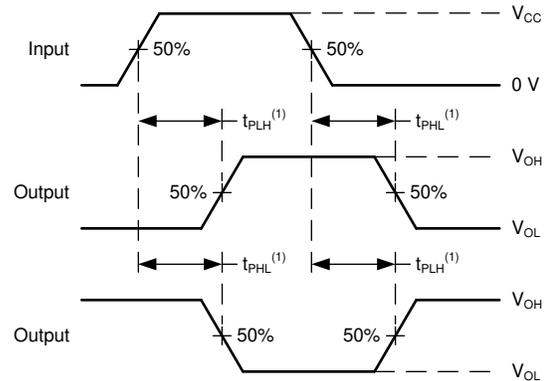 V_CC
Input 50% 50%
0 V
t_PLH^(1) t_PHL^(1)
V_OH
Output 50% 50%
V_OL
t_PHL^(1) t_PLH^(1)
V_OH
Output 50% 50%
V_OL